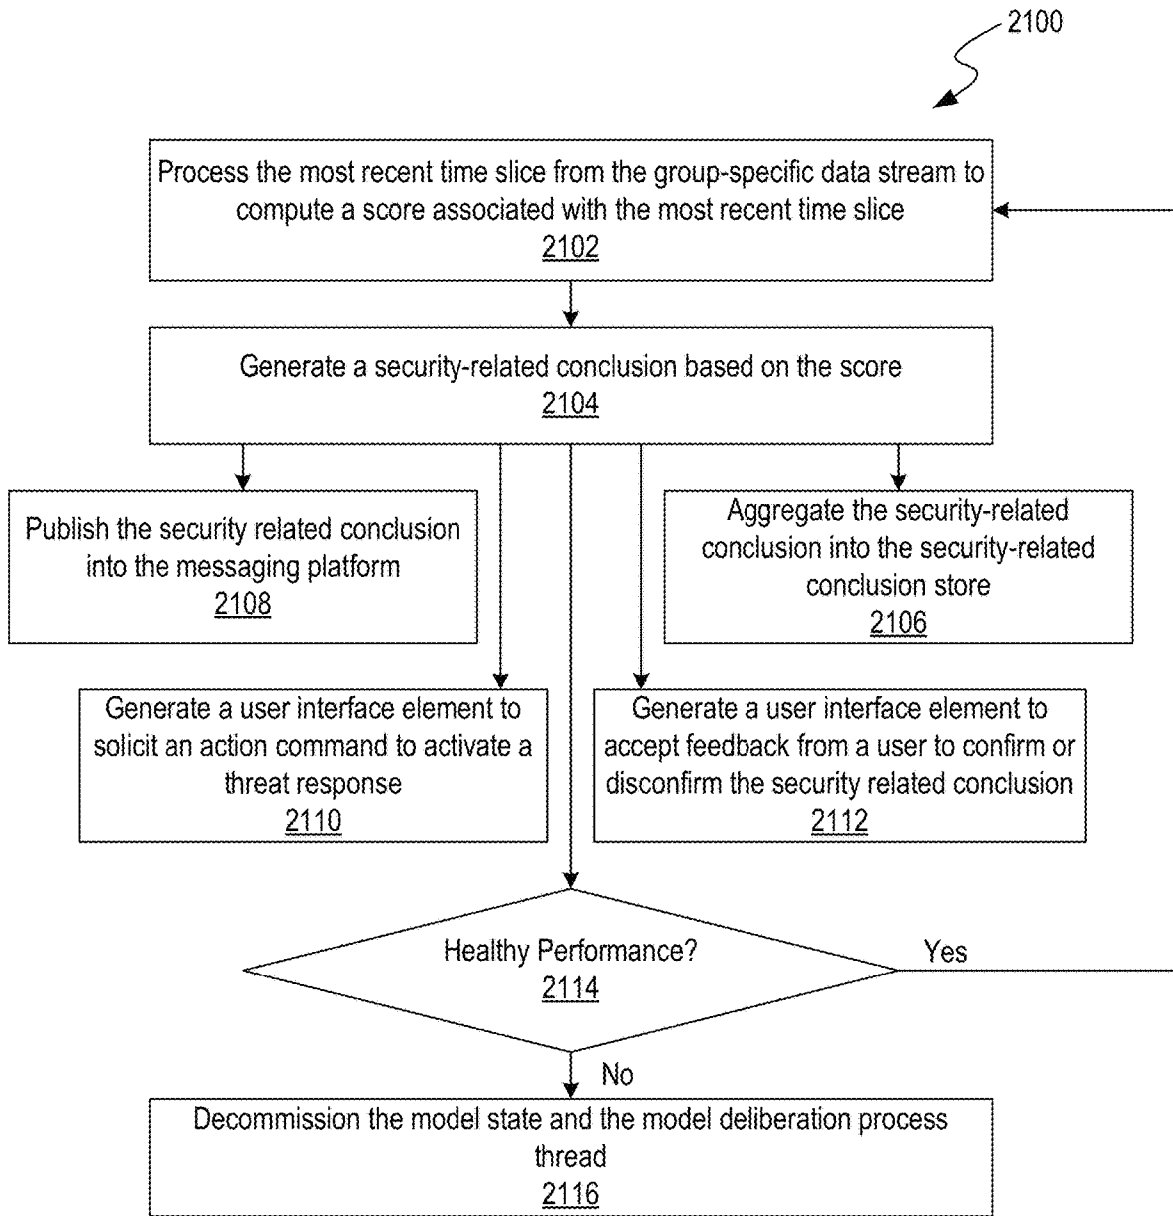 2100
Process the most recent time slice from the group-specific data stream to
compute a score associated with the most recent time slice
2102
Generate a security-related conclusion based on the score
2104
Publish the security related conclusion
into the messaging platform
2108
Aggregate the security-related
conclusion into the security-related
conclusion store
2106
Generate a user interface element to
solicit an action command to activate a
threat response
2110
Generate a user interface element to
accept feedback from a user to confirm or
disconfirm the security related conclusion
2112
Healthy Performance?
2114
Yes
No
Decommission the model state and the model deliberation process
thread
2116